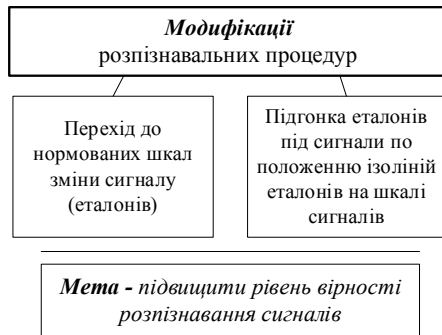 Модифікації
розпізнавальних процедур
Перехід до
нормованих шкал
зміни сигналу
(еталонів)
Підгонка еталонів
під сигнали по
положенню ізоліній
еталонів на шкалі
сигналів
Мета - підвищити рівень вірності
розпізнавання сигналів